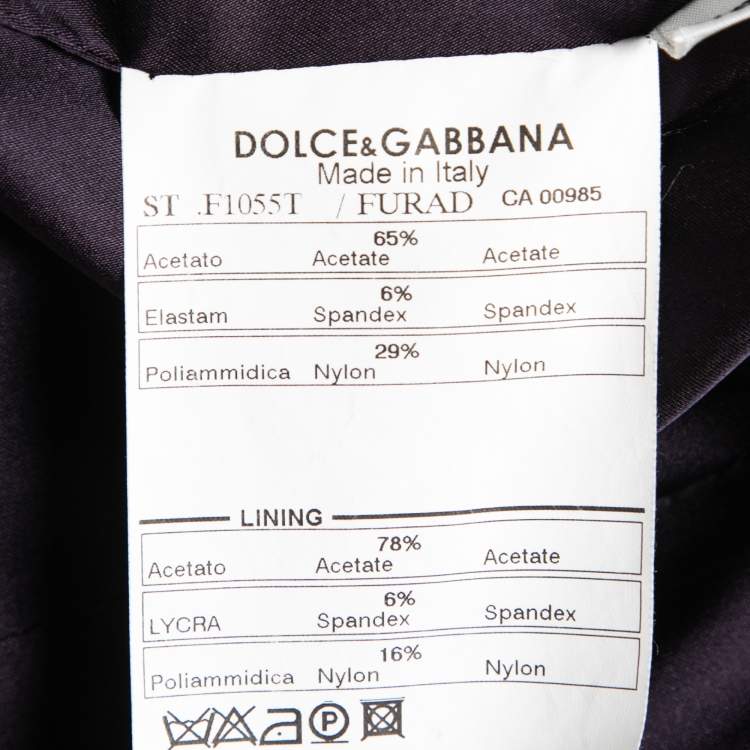 DOLCE&GABBANA
Made in Italy
ST .F1055T / FURAD CA 00985
65%
Acetato Acetate Acetate
6%
Elastam Spandex Spandex
29%
Poliammidica Nylon Nylon
LINING
78%
Acetato Acetate Acetate
6%
LYCRA Spandex Spandex
16%
Poliammidica Nylon Nylon
P